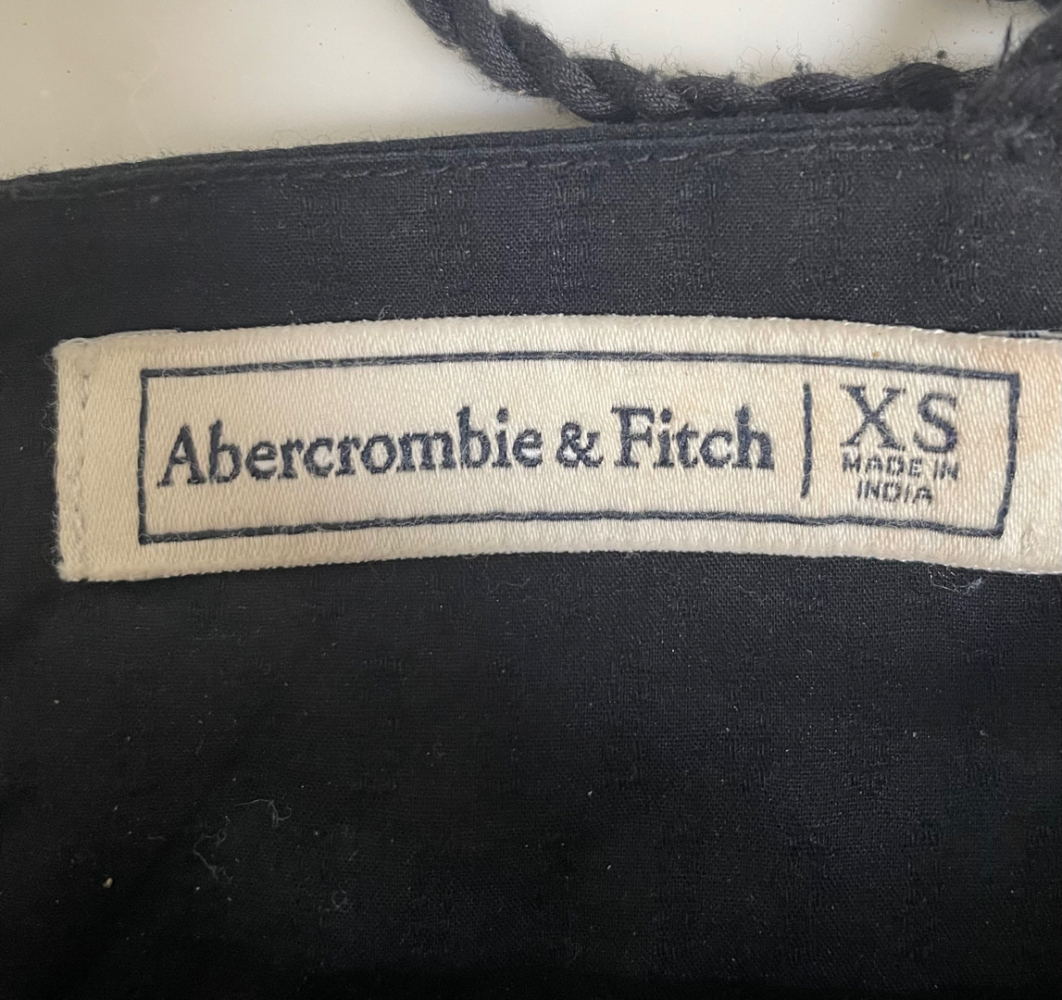 Abercrombie & Fitch | XS
MADE IN
INDIA